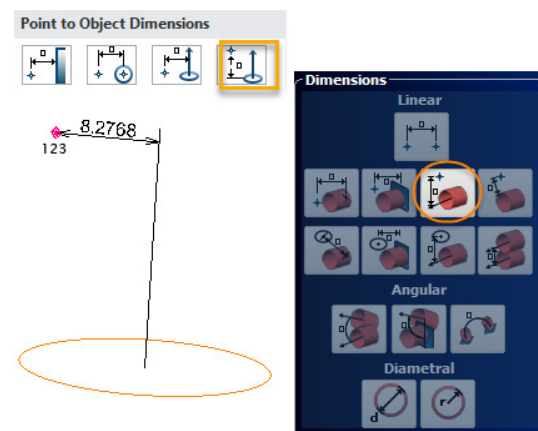 Point to Object Dimensions
8.2768
123
Dimensions
Linear
Angular
Diametral
d
r